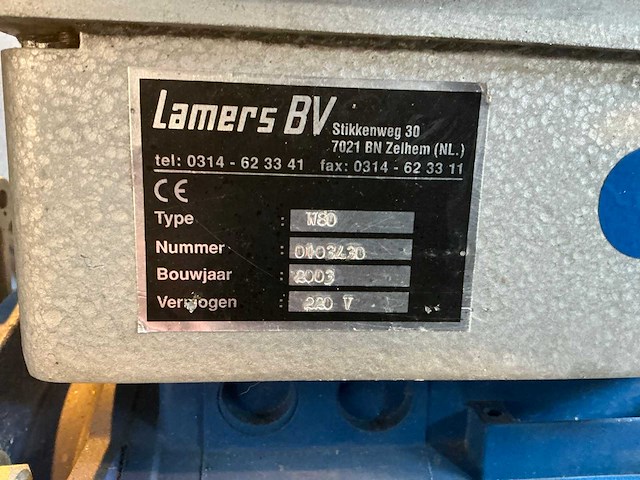 Lamers BV
Stikkenweg 30
7021 BN Zelhem (NL.)
tel: 0314 - 62 33 41 fax: 0314 - 62 33 11
CE
Type : W80
Nummer :
Bouwjaar : 2003
Vermogen : 220 V